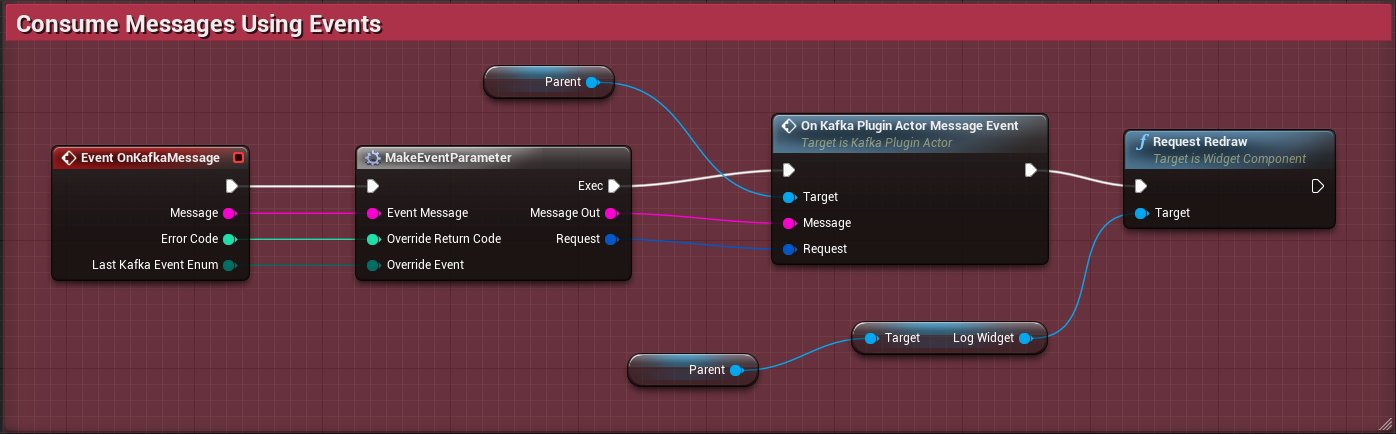 Consume Messages Using Events
Parent
Event OnKafkaMessage
Message
Error Code
Last Kafka Event Enum
MakeEventParameter
Exec
Event Message
Message Out
Override Return Code
Request
Override Event
On Kafka Plugin Actor Message Event
Target is Kafka Plugin Actor
Target
Message
Request
f Request Redraw
Target is Widget Component
Target
Target
Log Widget
Parent